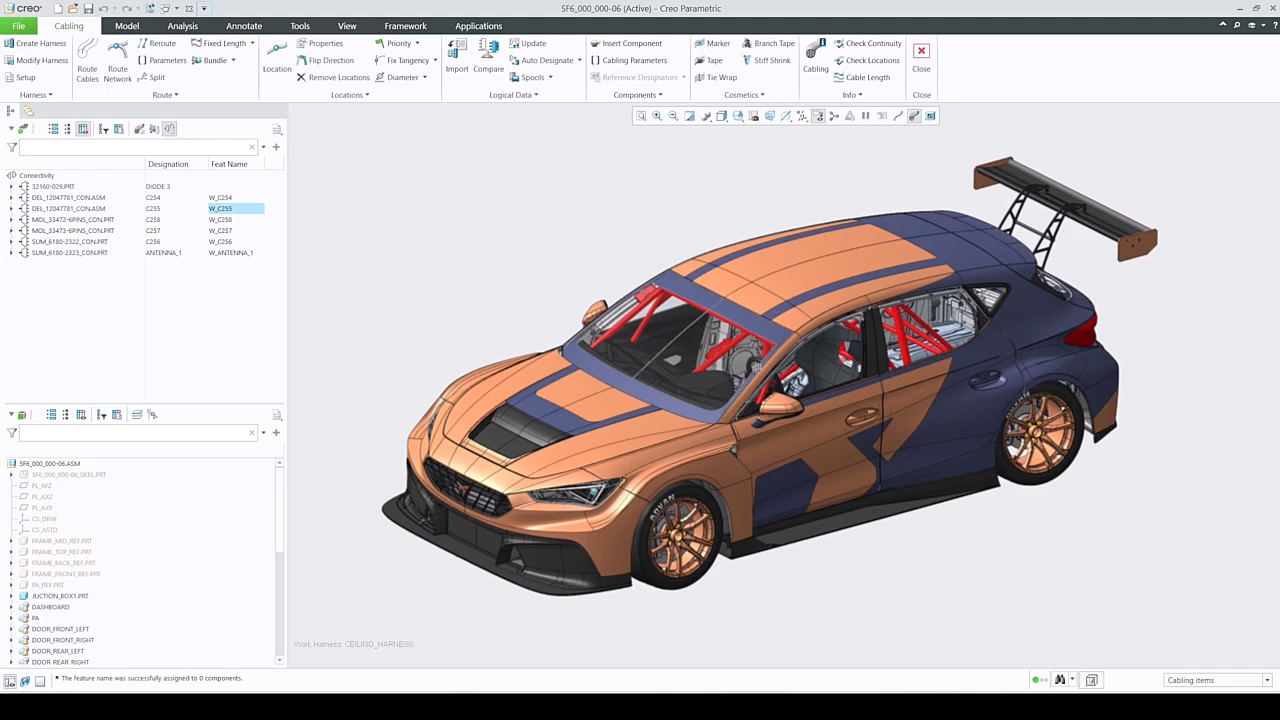 creo
5F6_000_000-06 (Active) - Creo Parametric
File
Cabling
Model
Analysis
Annotate
Tools
View
Framework
Applications
Create Harness
Modify Harness
Setup
Harness
Route Cables
Route Network
Reroute
Parameters
Split
Fixed Length
Bundle
Route
Location
Properties
Flip Direction
Remove Locations
Priority
Fix Tangency
Diameter
Locations
Import
Compare
Update
Auto Designate
Spools
Logical Data
Insert Component
Cabling Parameters
Reference Designators
Components
Marker
Tape
Tie Wrap
Branch Tape
Stiff Shrink
Cosmetics
Cabling
Check Continuity
Check Locations
Cable Length
Info
Close
Close
Designation Feat Name
Connectivity
32160-029.PRT DIODE 3
DEL_12047781_CON.ASM C254 W_C254
DEL_12047781_CON.ASM C255 W_C255
MOL_33472-6PINS_CON.PRT C258 W_C258
MOL_33473-6PINS_CON.PRT C257 W_C257
SUM_6180-2322_CON.PRT C256 W_C256
SUM_6180-2323_CON.PRT ANTENNA_1 W_ANTENNA_1
5F6_000_000-06.ASM
5F6_000_000-06_SKEL.PRT
PL_AYZ
PL_AXZ
PL_AXY
CS_DRW
CS_ASTD
FRAME_MID_REF.PRT
FRAME_TOP_REF.PRT
FRAME_BACK_REF.PRT
FRAME_FRONT_REF.PRT
PA_REF.PRT
JUCTION_BOX1.PRT
DASHBOARD
PA
DOOR_FRONT_LEFT
DOOR_FRONT_RIGHT
DOOR_REAR_LEFT
DOOR_REAR_RIGHT
ADVAN
Work Harness: CEILING_HARNESS
The feature name was successfully assigned to 0 components.
Cabling items